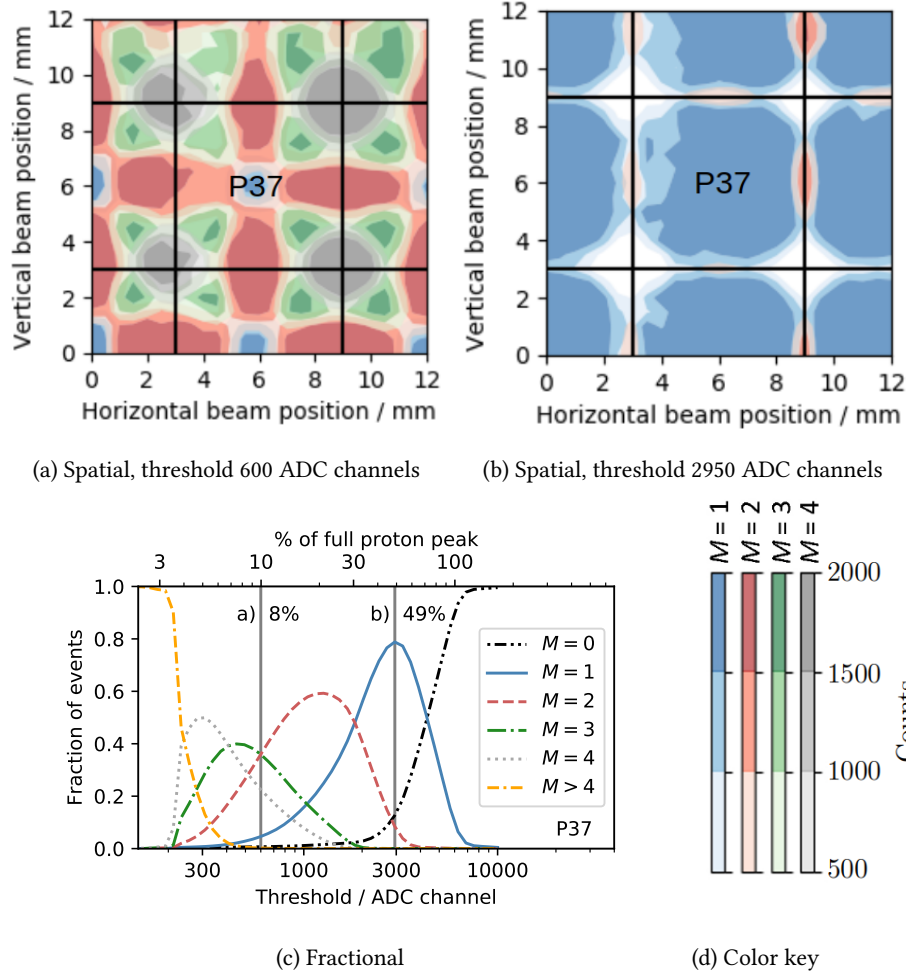 12
10
8
6
4
2
0
Vertical beam position / mm
P37
0 2 4 6 8 10 12
Horizontal beam position / mm
(a) Spatial, threshold 600 ADC channels
12
10
8
6
4
2
0
Vertical beam position / mm
P37
0 2 4 6 8 10 12
Horizontal beam position / mm
(b) Spatial, threshold 2950 ADC channels
% of full proton peak
3 10 30 100
1.0
0.8
0.6
0.4
0.2
0.0
Fraction of events
a) 8%
b) 49%
M = 0
M = 1
M = 2
M = 3
M = 4
M > 4
P37
300 1000 3000 10000
Threshold / ADC channel
(c) Fractional
M = 1
M = 2
M = 3
M = 4
2000
1500
1000
500
Counts
(d) Color key